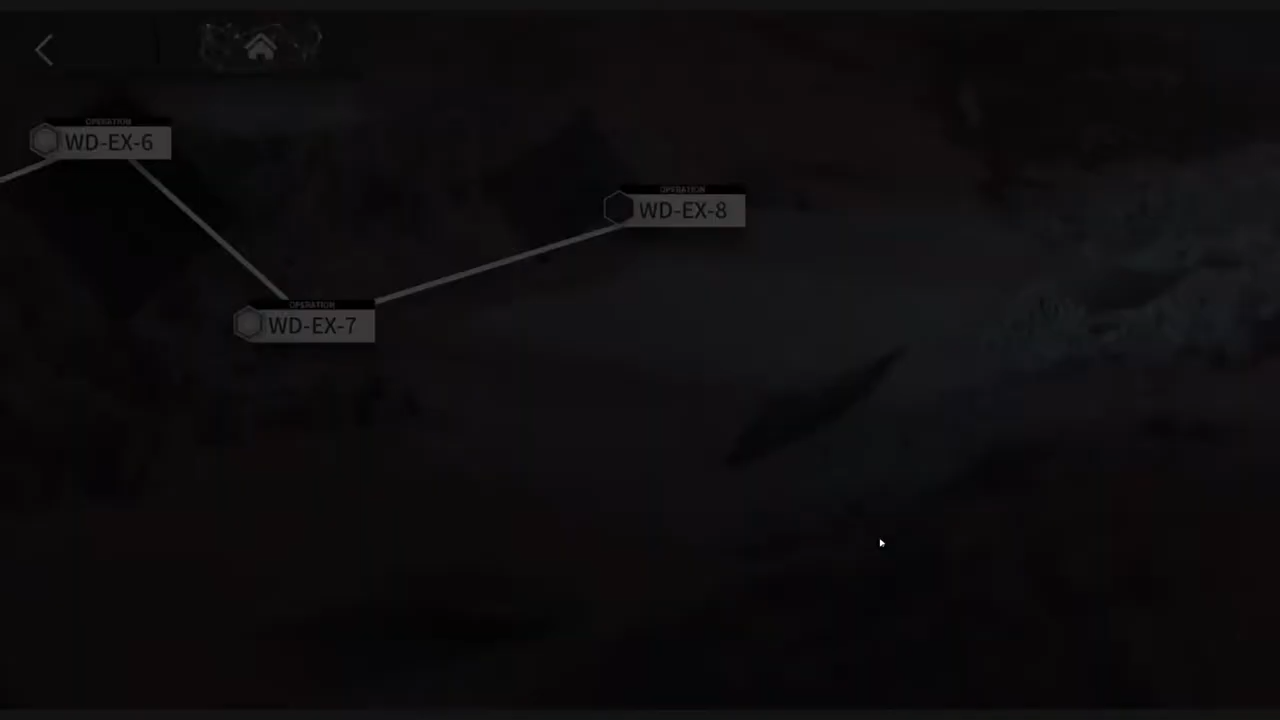 OPERATION
WD-EX-6
OPERATION
WD-EX-8
OPERATION
WD-EX-7